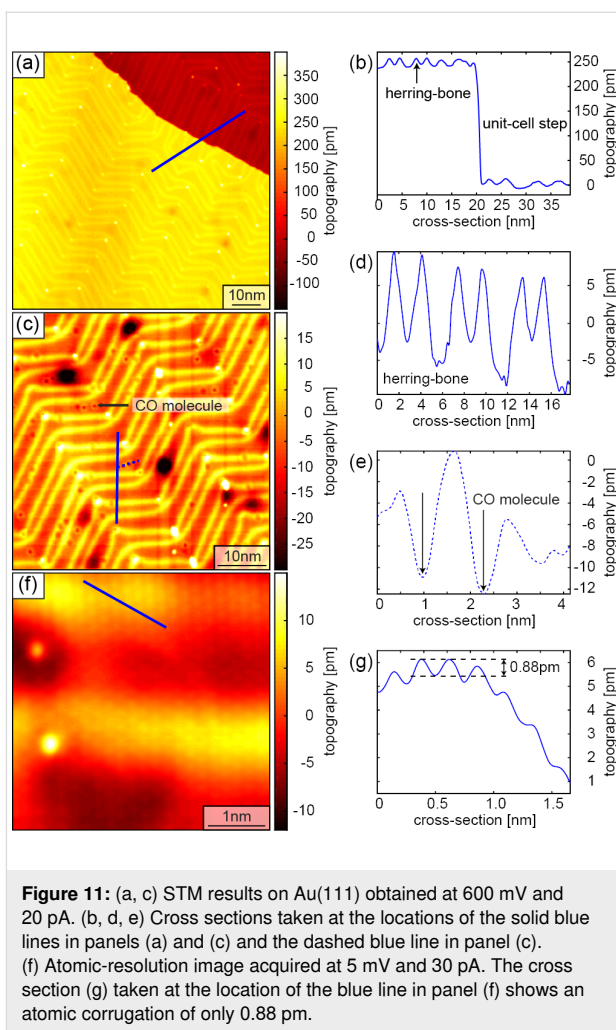 (a)
350
300
250
200
150
100
50
0
-50
-100
topography [pm]
10nm
(b)
herring-bone
unit-cell step
250
200
150
100
50
0
topography [pm]
0 5 10 15 20 25 30 35
cross-section [nm]
(c)
CO molecule
15
10
5
0
-5
-10
-15
-20
-25
topography [pm]
10nm
(d)
herring-bone
5
0
-5
topography [pm]
0 2 4 6 8 10 12 14 16
cross-section [nm]
(e)
CO molecule
0
-2
-4
-6
-8
-10
-12
topography [pm]
0 1 2 3 4
cross-section [nm]
(f)
10
5
0
-5
-10
topography [pm]
1nm
(g)
0.88pm
6
5
4
3
2
1
topography [pm]
0 0.5 1.0 1.5
cross-section [nm]
Figure 11: (a, c) STM results on Au(111) obtained at 600 mV and
20 pA. (b, d, e) Cross sections taken at the locations of the solid blue
lines in panels (a) and (c) and the dashed blue line in panel (c).
(f) Atomic-resolution image acquired at 5 mV and 30 pA. The cross
section (g) taken at the location of the blue line in panel (f) shows an
atomic corrugation of only 0.88 pm.